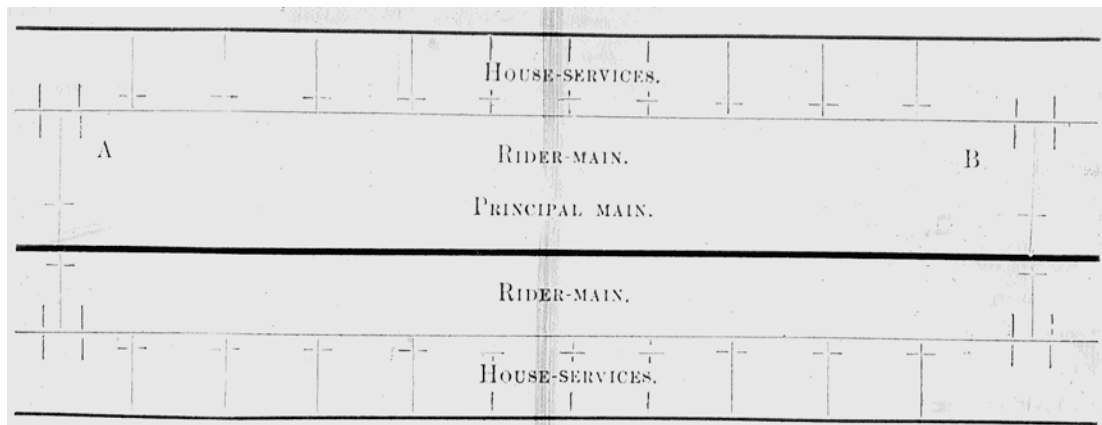 HOUSE-SERVICES.
A
RIDER-MAIN.
B
PRINCIPAL MAIN.
RIDER-MAIN.
HOUSE-SERVICES.